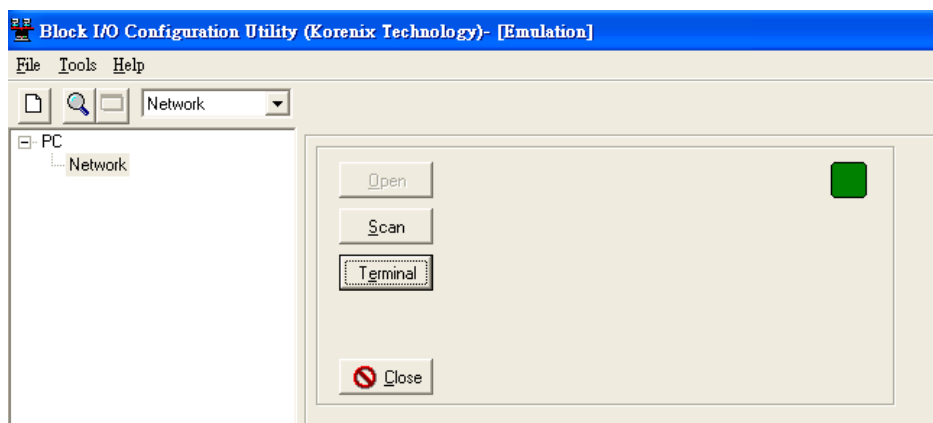 Block I/O Configuration Utility (Korenix Technology)- [Emulation]
File Tools Help
Network
PC
Network
Open
Scan
Terminal
Close